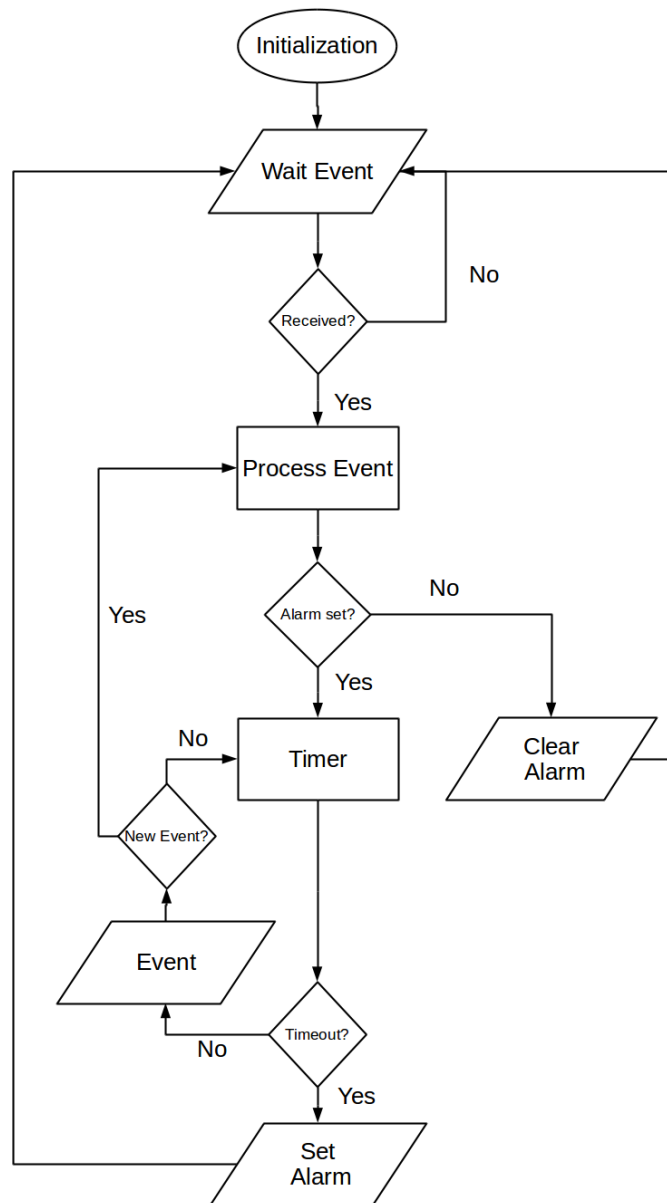 Initialization
Wait Event
No
Received?
Yes
Process Event
Yes
Alarm set?
No
Yes
No
Timer
Clear
Alarm
New Event?
Event
Timeout?
No
Yes
Set
Alarm